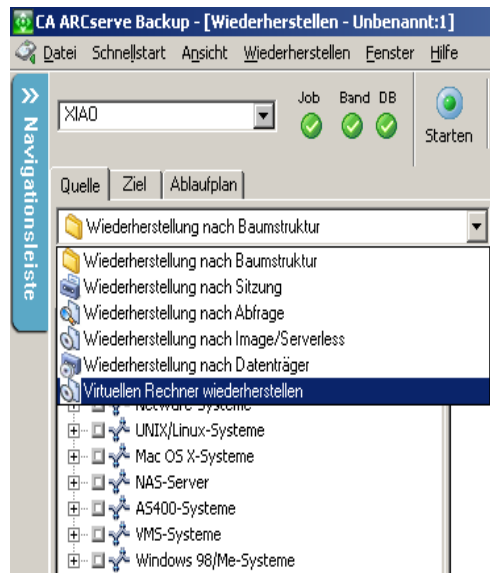 CA ARCserve Backup - [Wiederherstellen - Unbenannt:1]
Datei Schnellstart Ansicht Wiederherstellen Fenster Hilfe
Navigationsleiste
XIAO
Job Band DB
Starten
Quelle Ziel Ablaufplan
Wiederherstellung nach Baumstruktur
Wiederherstellung nach Baumstruktur
Wiederherstellung nach Sitzung
Wiederherstellung nach Abfrage
Wiederherstellung nach Image/Serverless
Wiederherstellung nach Datenträger
Virtuellen Rechner wiederherstellen
UNIX/Linux-Systeme
Mac OS X-Systeme
NAS-Server
AS400-Systeme
VMS-Systeme
Windows 98/Me-Systeme